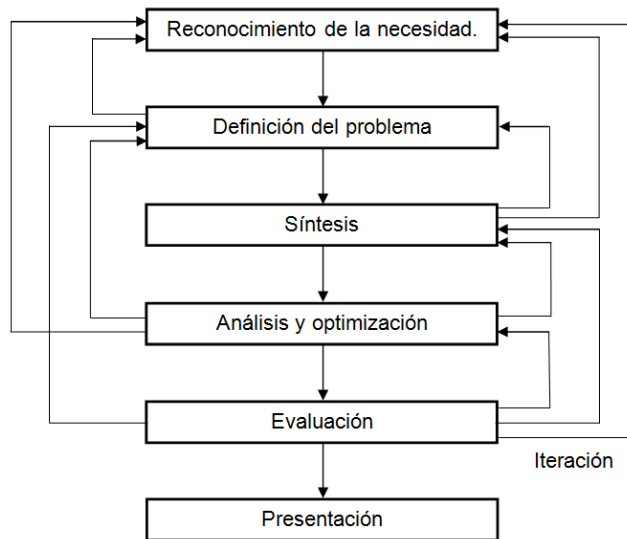 Reconocimiento de la necesidad.
Definición del problema
Síntesis
Análisis y optimización
Evaluación
Iteración
Presentación